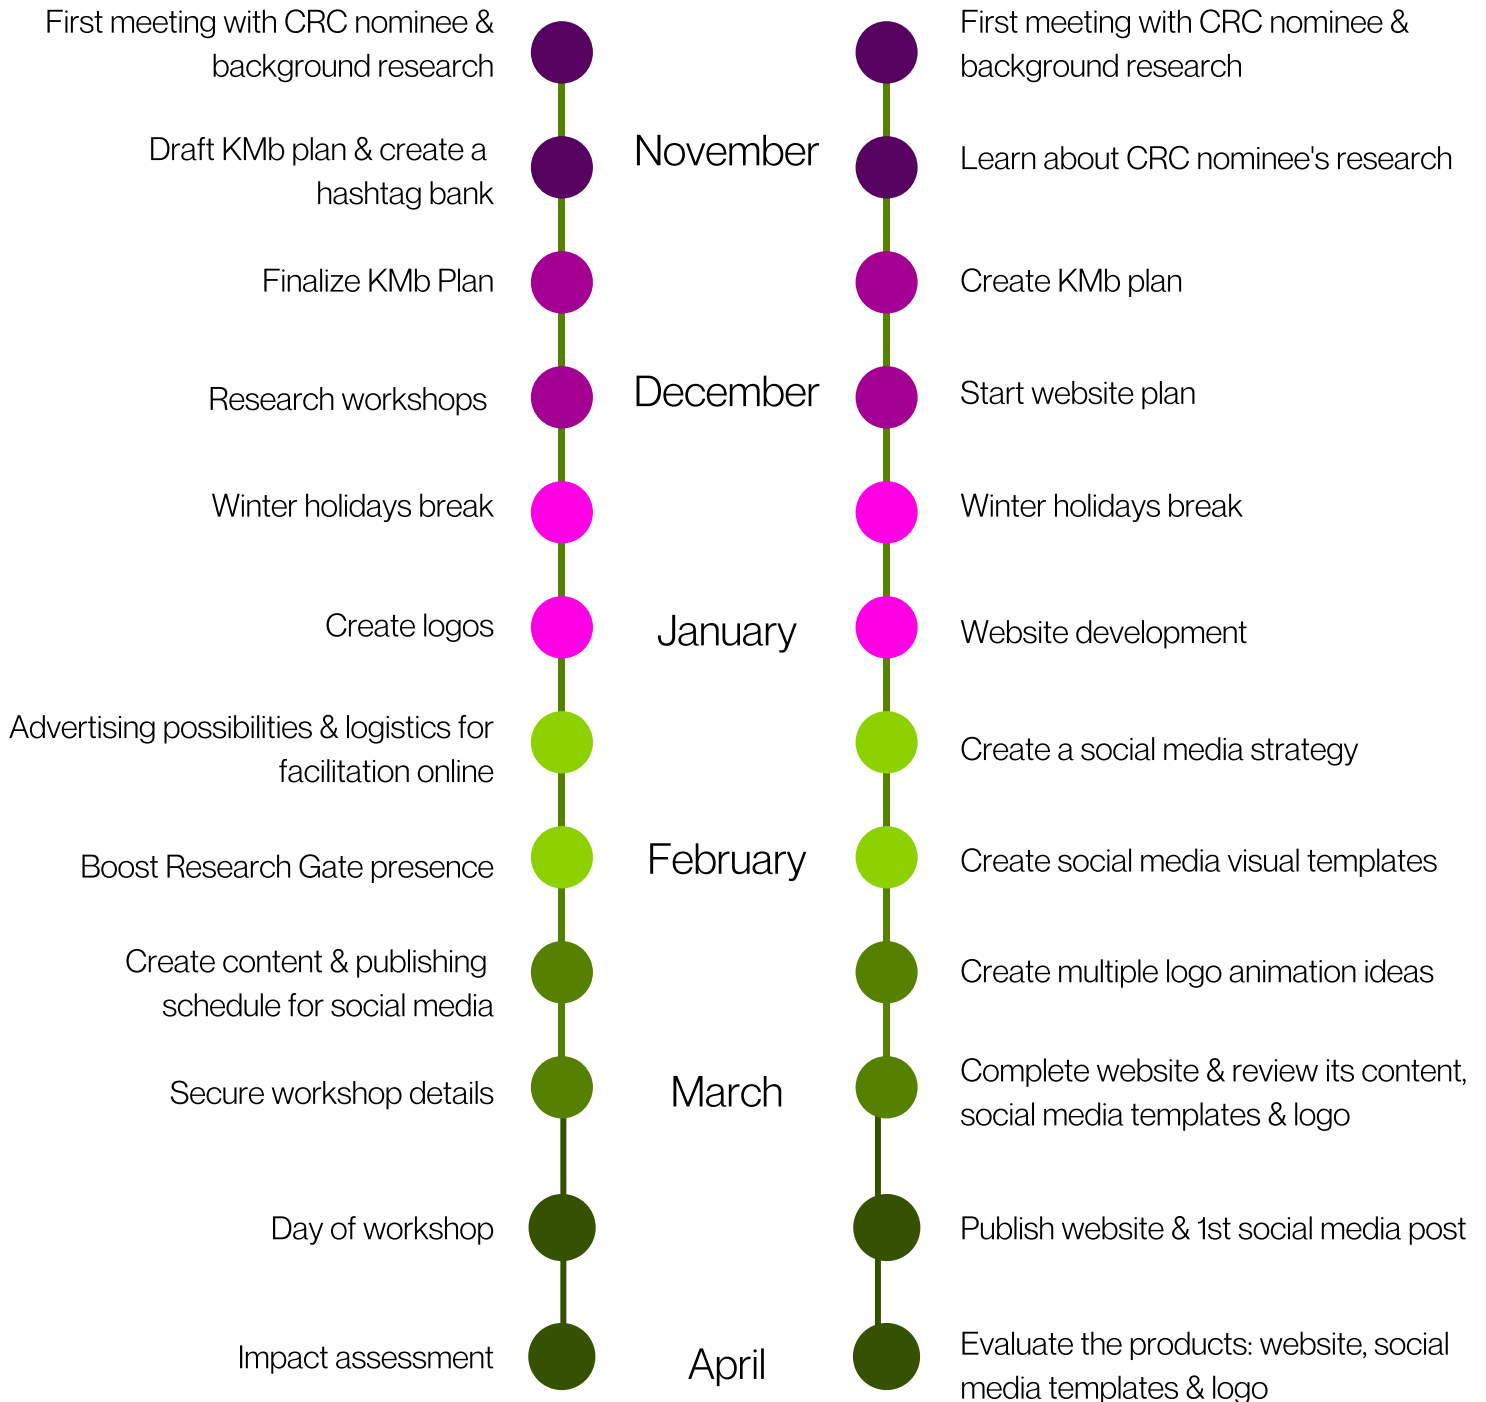 First meeting with CRC nominee &
background research
First meeting with CRC nominee &
background research
November
Draft KMb plan & create a
hashtag bank
Learn about CRC nominee's research
Finalize KMb Plan
Create KMb plan
December
Research workshops
Start website plan
Winter holidays break
Winter holidays break
January
Create logos
Website development
Advertising possibilities & logistics for
facilitation online
Create a social media strategy
February
Boost Research Gate presence
Create social media visual templates
Create content & publishing
schedule for social media
Create multiple logo animation ideas
March
Secure workshop details
Complete website & review its content,
social media templates & logo
Day of workshop
Publish website & 1st social media post
April
Impact assessment
Evaluate the products: website, social
media templates & logo